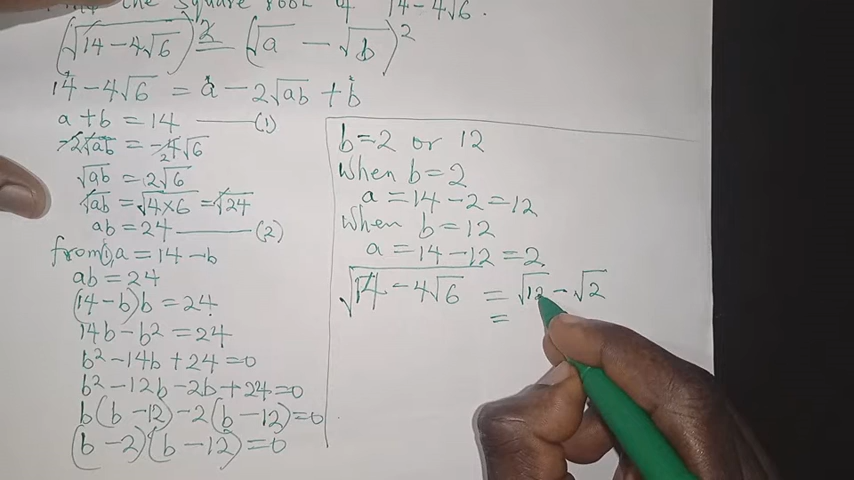 the square root of 14-4√6.
(√(14-4√6))² = (√a - √b)²
14-4√6 = a - 2√ab + b
a+b = 14 ——— (1)
-2√ab = -4√6
√ab = 2√6
√ab = √(4×6) = √24
ab = 24 ——— (2)
from(1), a = 14-b
ab = 24
(14-b)b = 24
14b-b² = 24
b²-14b+24=0
b²-12b-2b+24=0
b(b-12)-2(b-12)=0
(b-2)(b-12)=0
b=2 or 12
when b=2
a=14-2=12
when b=12
a=14-12=2
√(14-4√6) = √12 - √2
=